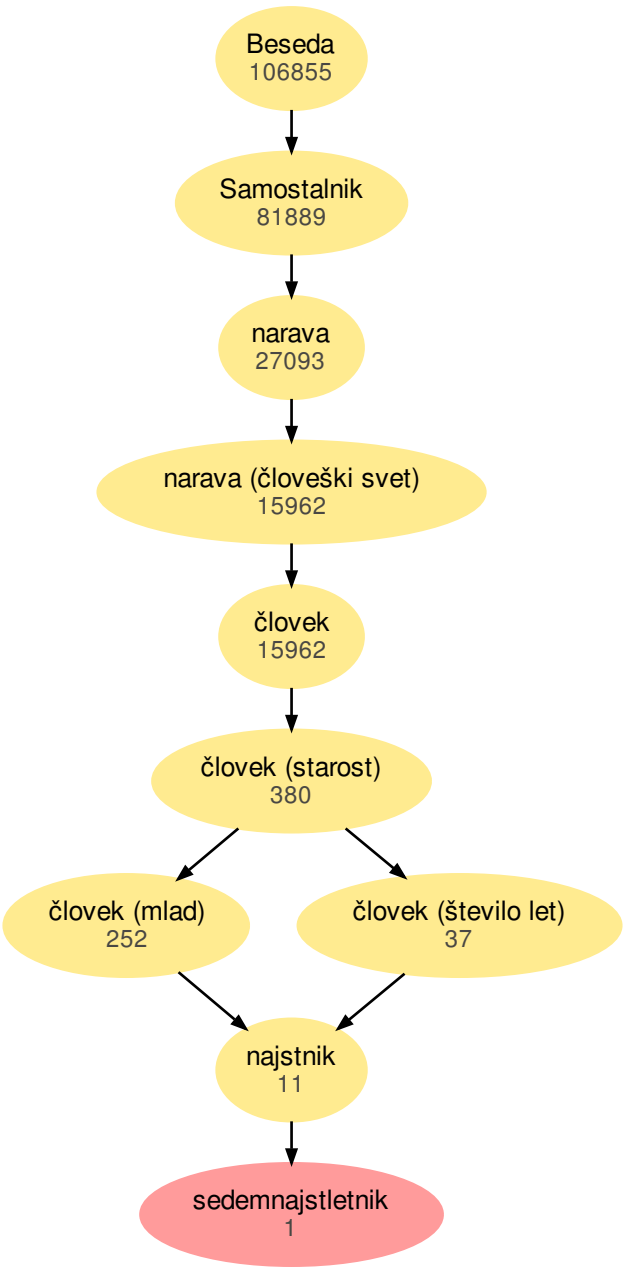 Beseda
106855
Samostalnik
81889
narava
27093
narava (človeški svet)
15962
človek
15962
človek (starost)
380
človek (mlad)
252
človek (število let)
37
najstnik
11
sedemnajstletnik
1